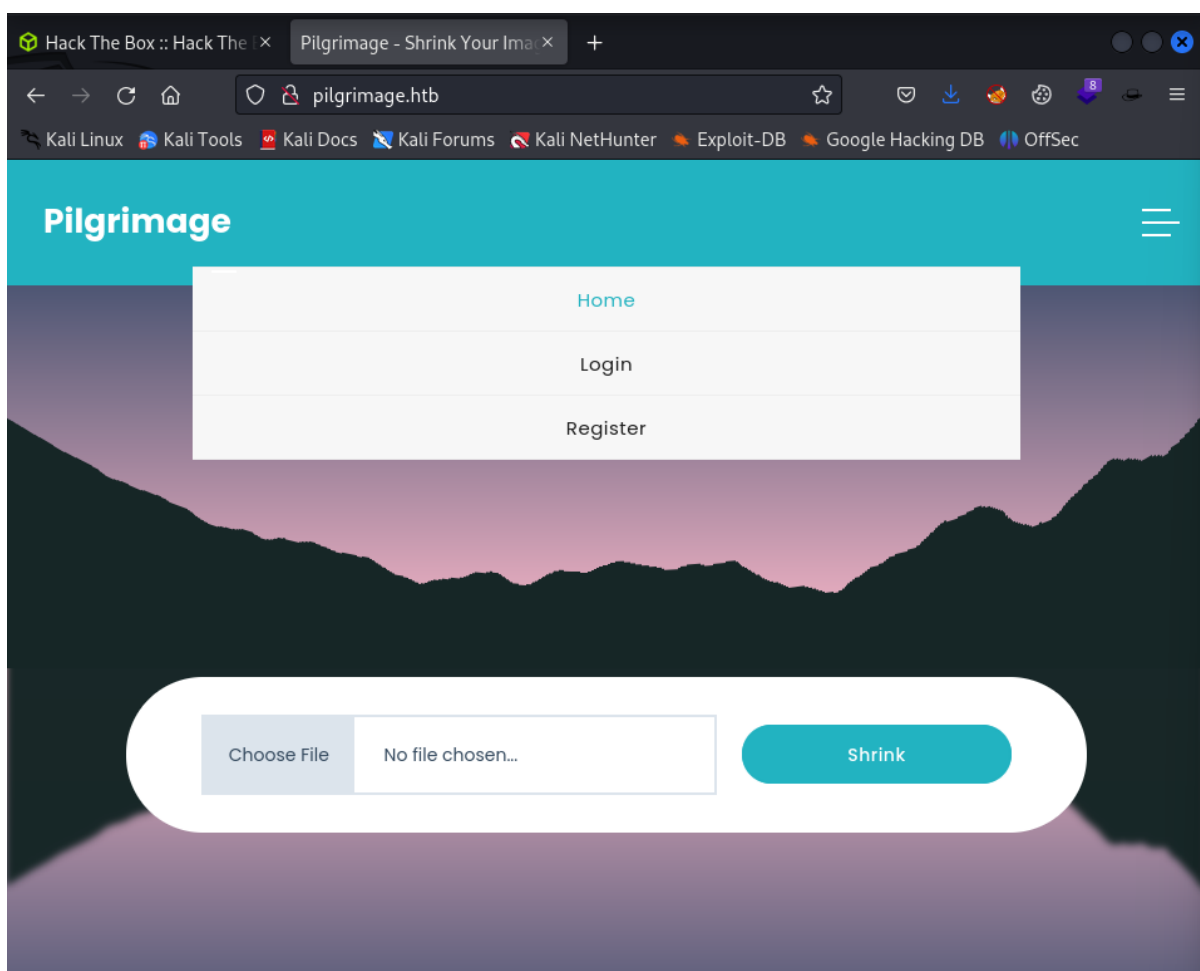 Hack The Box :: Hack The
Pilgrimage - Shrink Your Ima
pilgrimage.htb
8
Kali Linux Kali Tools Kali Docs Kali Forums Kali NetHunter Exploit-DB Google Hacking DB OffSec
Pilgrimage
Home
Login
Register
Choose File No file chosen... Shrink